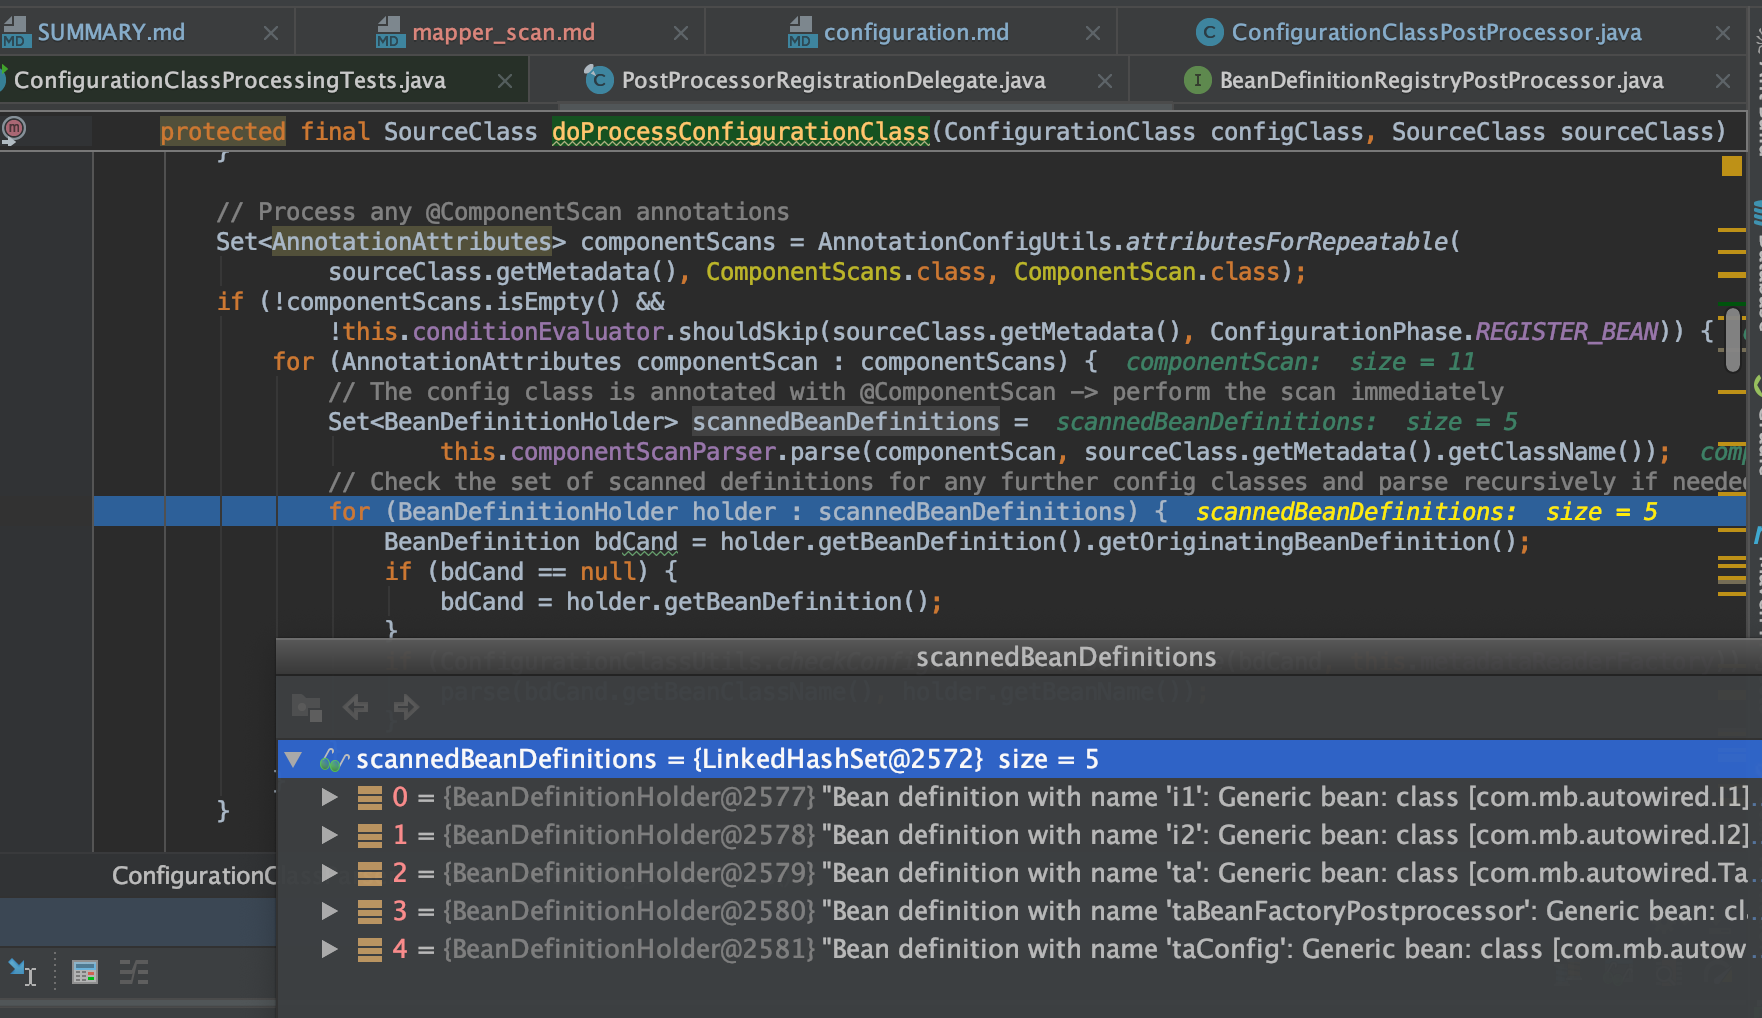 SUMMARY.md
mapper_scan.md
configuration.md
ConfigurationClassPostProcessor.java
ConfigurationClassProcessingTests.java
PostProcessorRegistrationDelegate.java
BeanDefinitionRegistryPostProcessor.java
protected final SourceClass doProcessConfigurationClass(ConfigurationClass configClass, SourceClass sourceClass)
}
// Process any @ComponentScan annotations
Set<AnnotationAttributes> componentScans = AnnotationConfigUtils.attributesForRepeatable(
sourceClass.getMetadata(), ComponentScans.class, ComponentScan.class);
if (!componentScans.isEmpty() &&
!this.conditionEvaluator.shouldSkip(sourceClass.getMetadata(), ConfigurationPhase.REGISTER_BEAN)) {
for (AnnotationAttributes componentScan : componentScans) { componentScan: size = 11
// The config class is annotated with @ComponentScan -> perform the scan immediately
Set<BeanDefinitionHolder> scannedBeanDefinitions = scannedBeanDefinitions: size = 5
this.componentScanParser.parse(componentScan, sourceClass.getMetadata().getClassName()); com
// Check the set of scanned definitions for any further config classes and parse recursively if neede
for (BeanDefinitionHolder holder : scannedBeanDefinitions) { scannedBeanDefinitions: size = 5
BeanDefinition bdCand = holder.getBeanDefinition().getOriginatingBeanDefinition();
if (bdCand == null) {
bdCand = holder.getBeanDefinition();
}
scannedBeanDefinitions
parse(bdCand.getBeanClassName(), holder.getBeanName());
scannedBeanDefinitions = {LinkedHashSet@2572} size = 5
0 = {BeanDefinitionHolder@2577} "Bean definition with name 'i1': Generic bean: class [com.mb.autowired.I1]...
1 = {BeanDefinitionHolder@2578} "Bean definition with name 'i2': Generic bean: class [com.mb.autowired.I2]...
}
2 = {BeanDefinitionHolder@2579} "Bean definition with name 'ta': Generic bean: class [com.mb.autowired.Ta...
ConfigurationC
3 = {BeanDefinitionHolder@2580} "Bean definition with name 'taBeanFactoryPostprocessor': Generic bean: cl...
4 = {BeanDefinitionHolder@2581} "Bean definition with name 'taConfig': Generic bean: class [com.mb.autow...